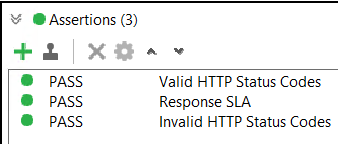 Assertions (3)
PASS Valid HTTP Status Codes
PASS Response SLA
PASS Invalid HTTP Status Codes